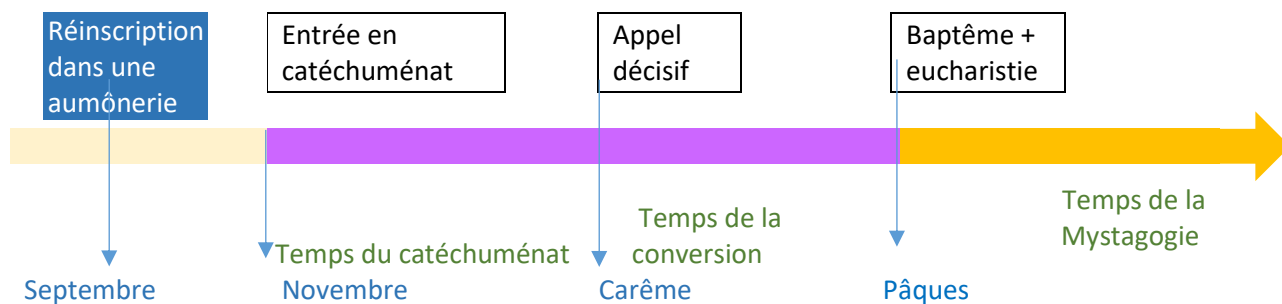 Réinscription
dans une
aumônerie
Entrée en
catéchuménat
Appel
décisif
Baptême +
eucharistie
Temps du catéchuménat
Temps de la
conversion
Temps de la
Mystagogie
Septembre
Novembre
Carême
Pâques